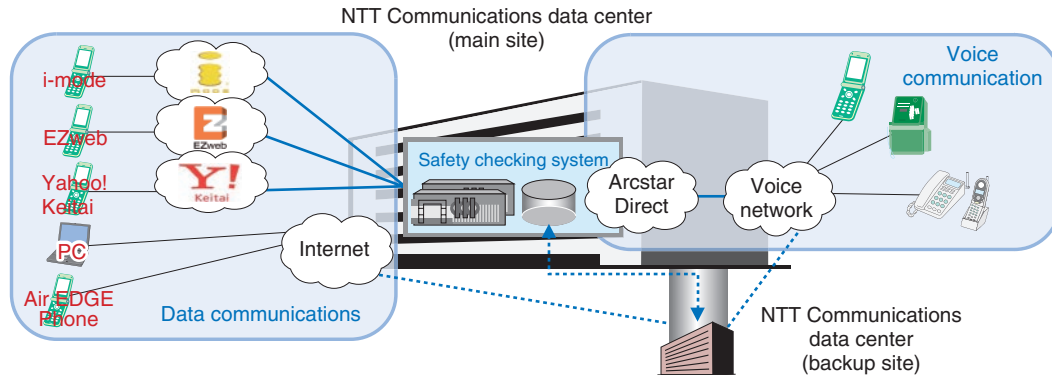 NTT Communications data center
(main site)
i-mode
EZweb
EZweb
Yahoo!
Keitai
Y!
Keitai
PC
Air EDGE
Phone
Internet
Data communications
Safety checking system
Arcstar
Direct
Voice
network
Voice
communication
NTT Communications
data center
(backup site)